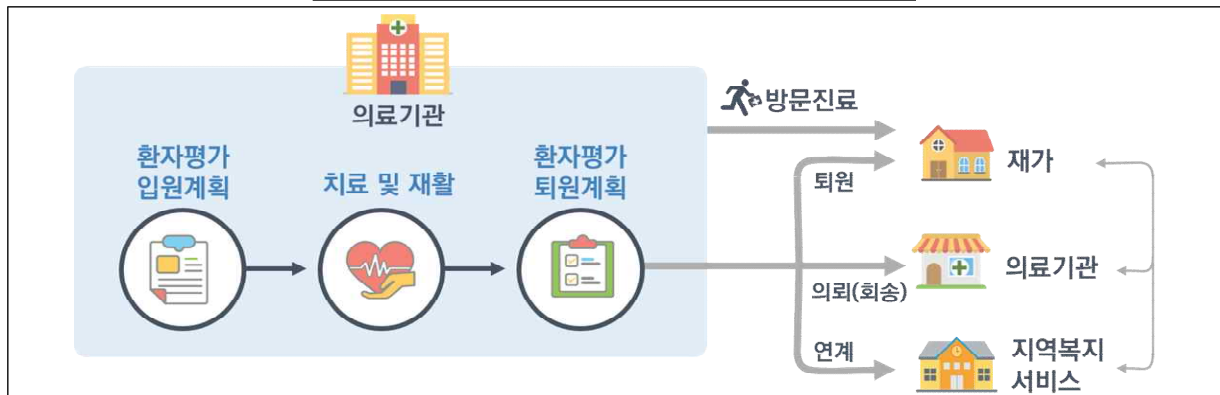 의료기관
환자평가
입원계획
치료 및 재활
환자평가
퇴원계획
방문진료
재가
퇴원
의료기관
의뢰(회송)
연계
지역복지
서비스